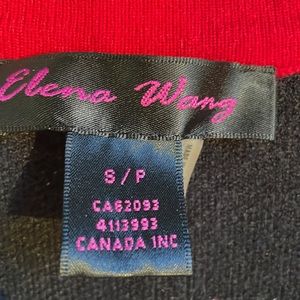 Elena Wang
S/P
CA62093
4113993
CANADA INC